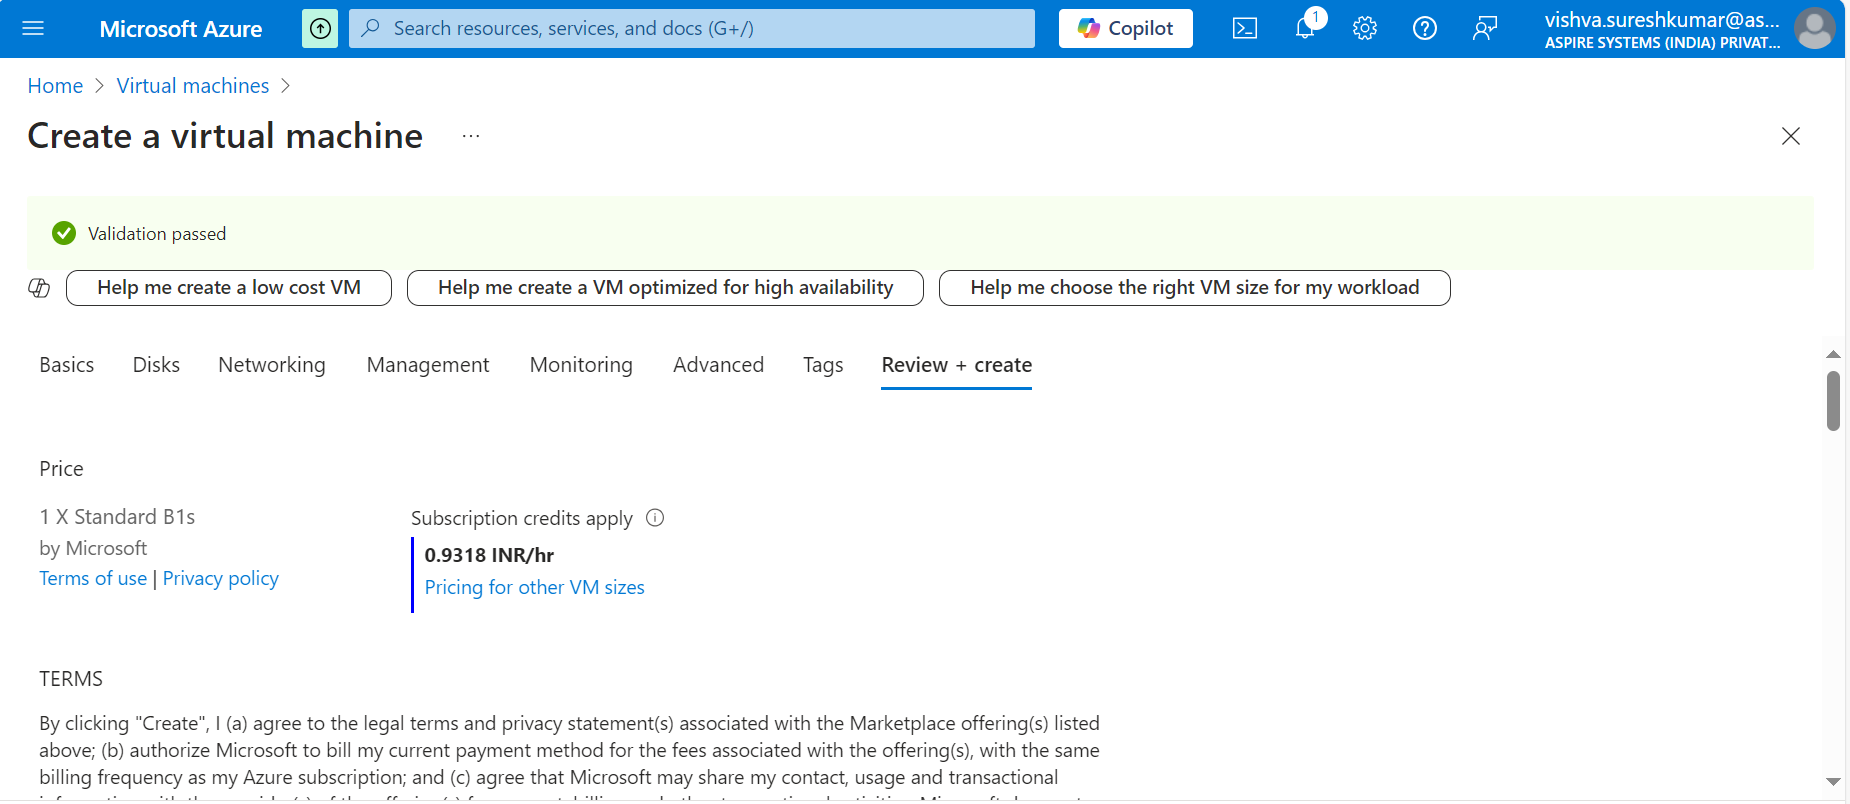 Microsoft Azure
Search resources, services, and docs (G+/)
Copilot
1
vishva.sureshkumar@as...
ASPIRE SYSTEMS (INDIA) PRIVAT...
Home > Virtual machines >
Create a virtual machine ...
Validation passed
Help me create a low cost VM
Help me create a VM optimized for high availability
Help me choose the right VM size for my workload
Basics Disks Networking Management Monitoring Advanced Tags Review + create
Price
1 X Standard B1s
by Microsoft
Terms of use | Privacy policy
Subscription credits apply
0.9318 INR/hr
Pricing for other VM sizes
TERMS
By clicking "Create", I (a) agree to the legal terms and privacy statement(s) associated with the Marketplace offering(s) listed
above; (b) authorize Microsoft to bill my current payment method for the fees associated with the offering(s), with the same
billing frequency as my Azure subscription; and (c) agree that Microsoft may share my contact, usage and transactional